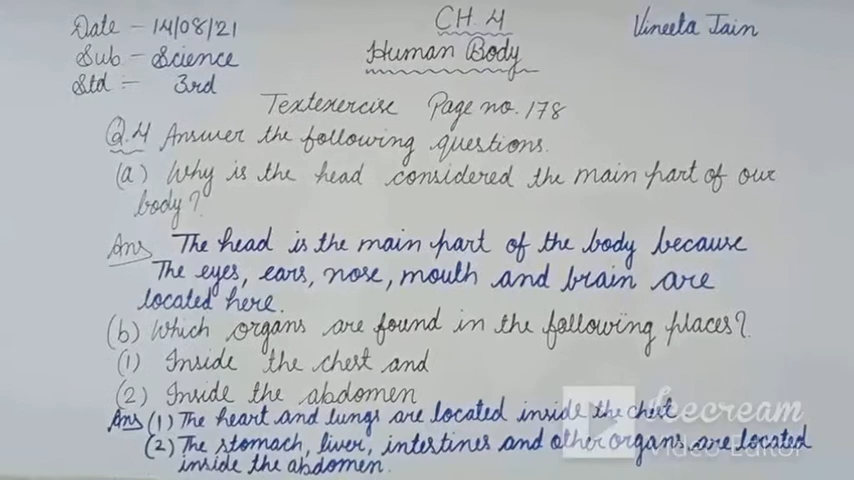 Date - 14/08/21 CH. 4 Vineeta Jain
Sub - Science Human Body
Std :- 3rd
Textexercise Page no. 178
Q.4 Answer the following questions.
(a) Why is the head considered the main part of our
body?
Ans The head is the main part of the body because
The eyes, ears, nose, mouth and brain are
located here.
(b) Which organs are found in the following places?
(1) Inside the chest and
(2) Inside the abdomen
Ans (1) The heart and lungs are located inside the chest
(2) The stomach, liver, intestines and other organs are located
inside the abdomen.
Icecream
Video Editor